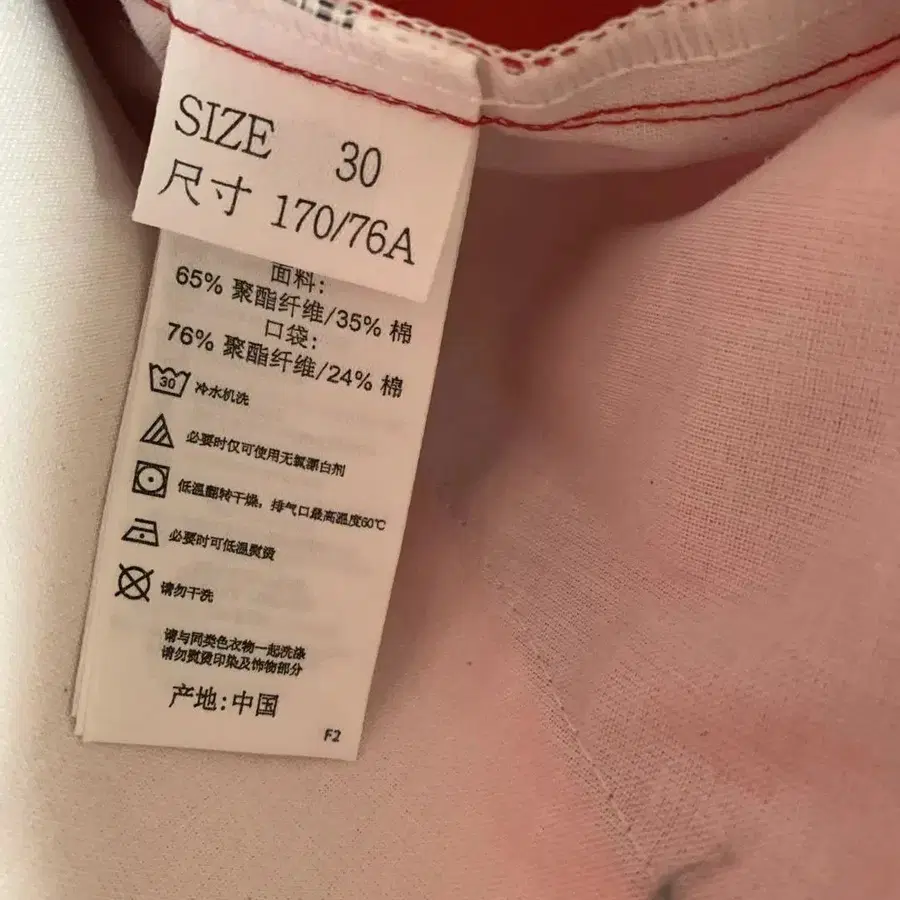 SIZE 30
尺寸 170/76A
面料:
65% 聚酯纤维/35% 棉
口袋:
76% 聚酯纤维/24% 棉
30 冷水机洗
必要时仅可使用无氯漂白剂
低温翻转干燥，排气口最高温度60℃
必要时可低温熨烫
请勿干洗
请与同类色衣物一起洗涤
请勿熨烫印染及饰物部分
产地:中国
F2